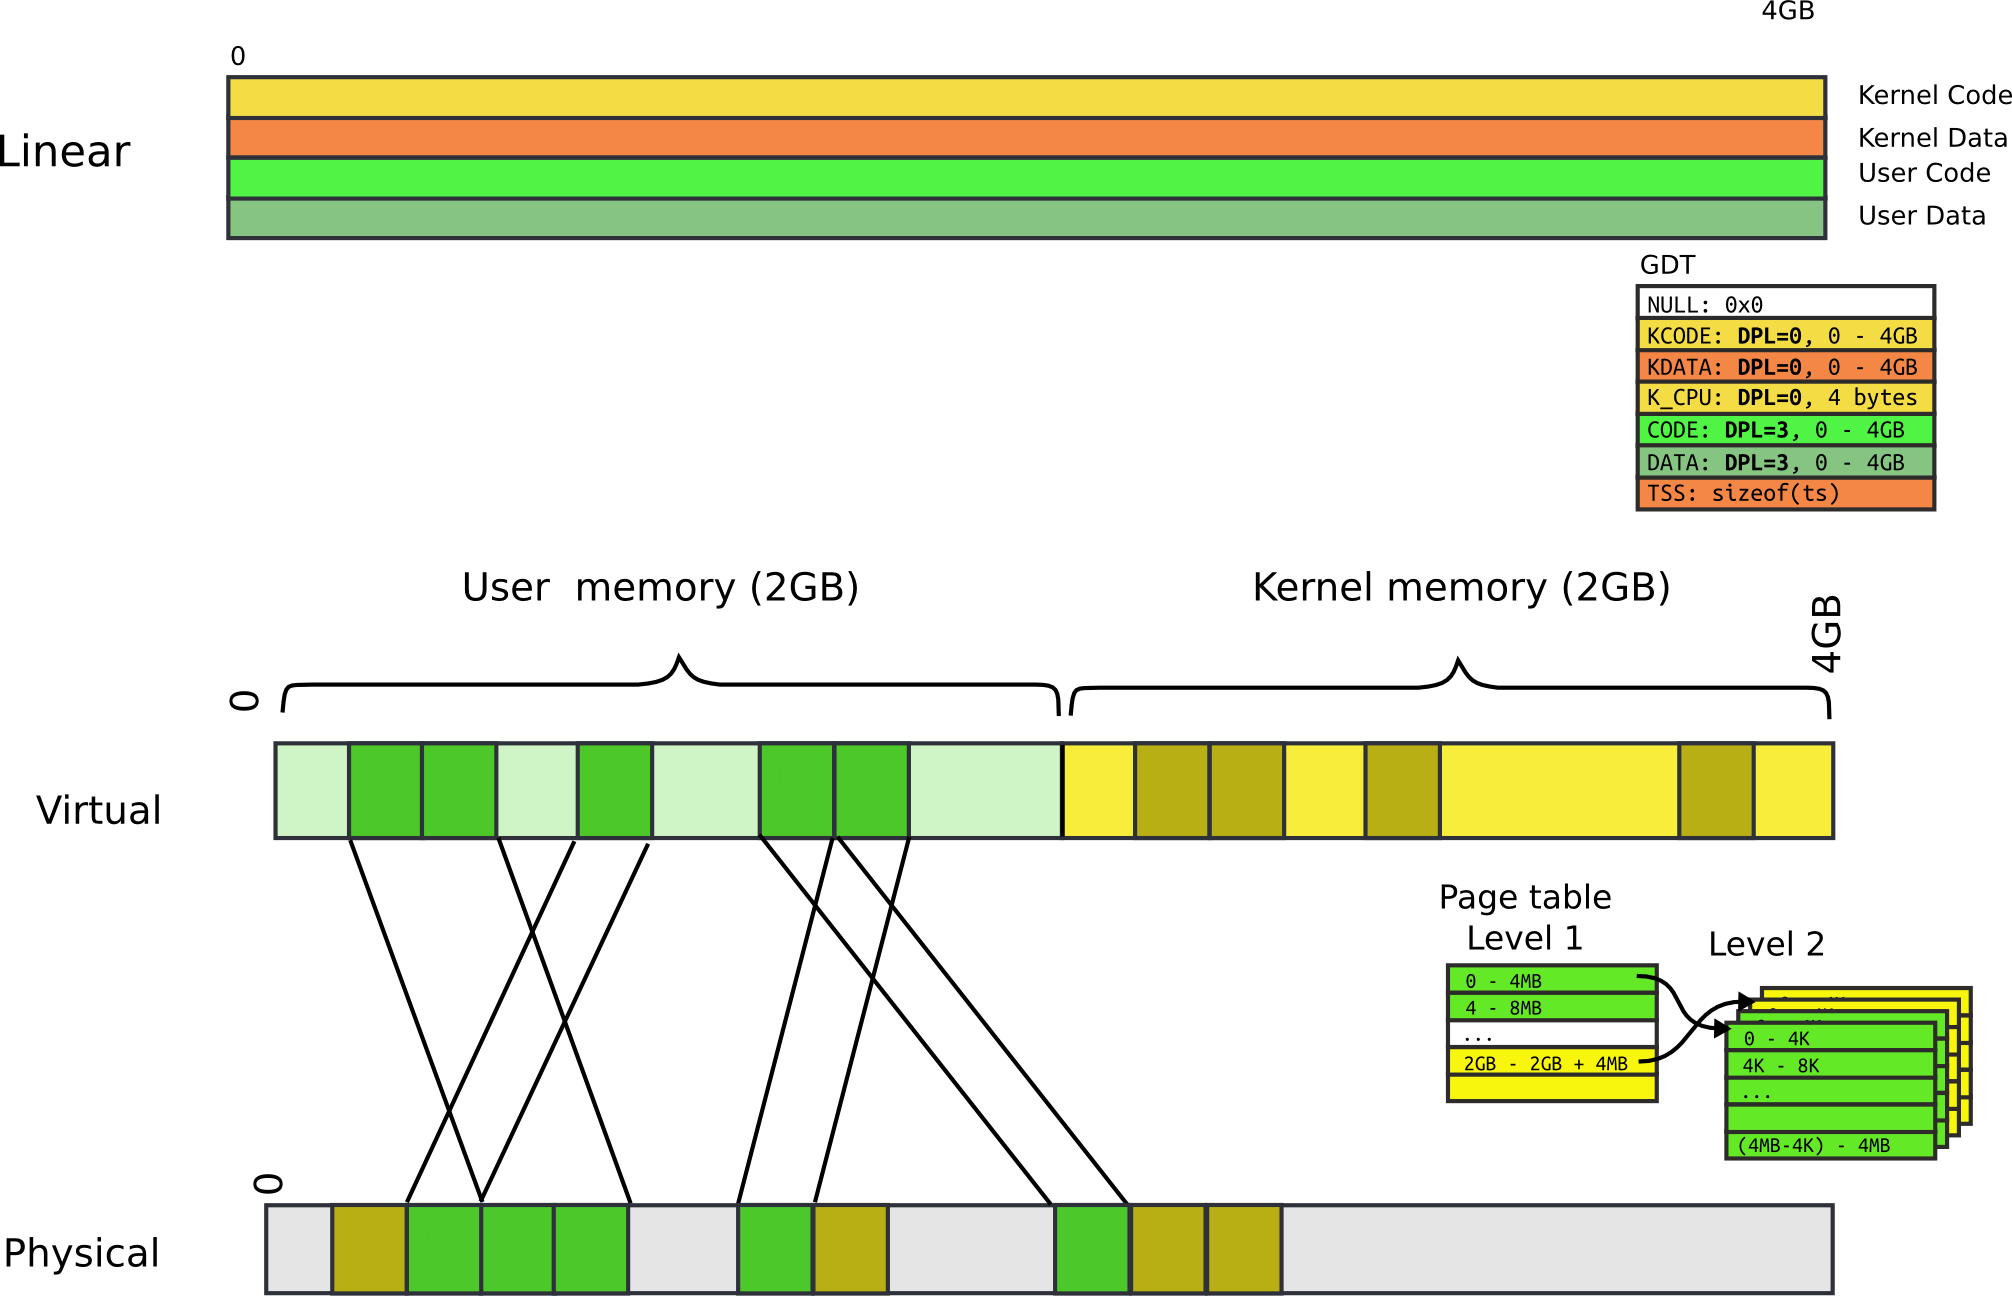 4GB
0
Kernel Code
Linear
Kernel Data
User Code
User Data
GDT
NULL: 0x0
KCODE: DPL=0, 0 - 4GB
KDATA: DPL=0, 0 - 4GB
K_CPU: DPL=0, 4 bytes
CODE: DPL=3, 0 - 4GB
DATA: DPL=3, 0 - 4GB
TSS: sizeof(ts)
User  memory (2GB)
Kernel memory (2GB)
4GB
0
Virtual
Page table
Level 1
Level 2
0 - 4MB
4 - 8MB
...
2GB - 2GB + 4MB
0 - 4K
4K - 8K
...
(4MB-4K) - 4MB
0
Physical